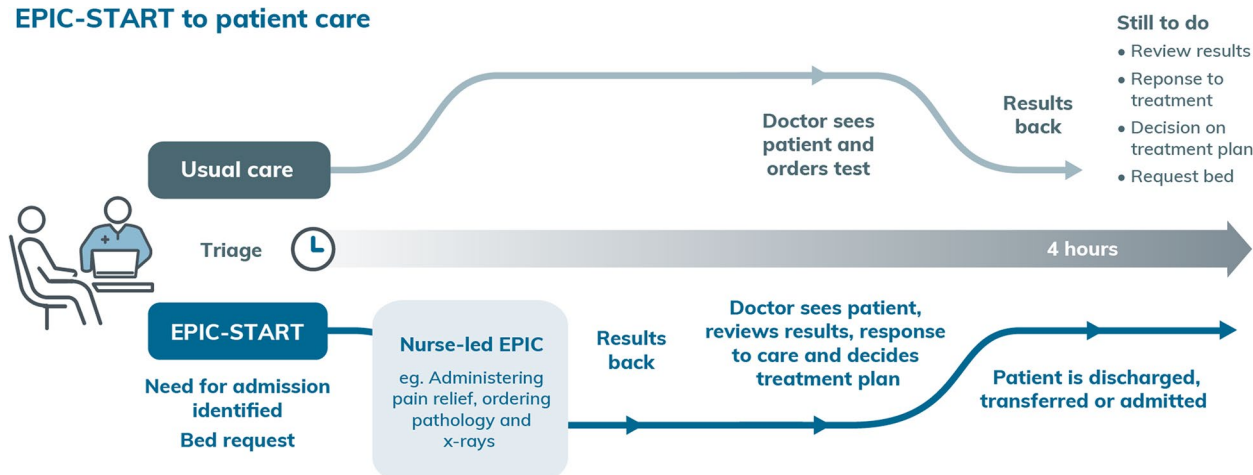 EPIC-START to patient care
Usual care
Doctor sees
patient and
orders test
Results
back
Still to do
• Review results
• Reponse to
treatment
• Decision on
treatment plan
• Request bed
Triage
4 hours
EPIC-START
Need for admission
identified
Bed request
Nurse-led EPIC
eg. Administering
pain relief, ordering
pathology and
x-rays
Results
back
Doctor sees patient,
reviews results, response
to care and decides
treatment plan
Patient is discharged,
transferred or admitted